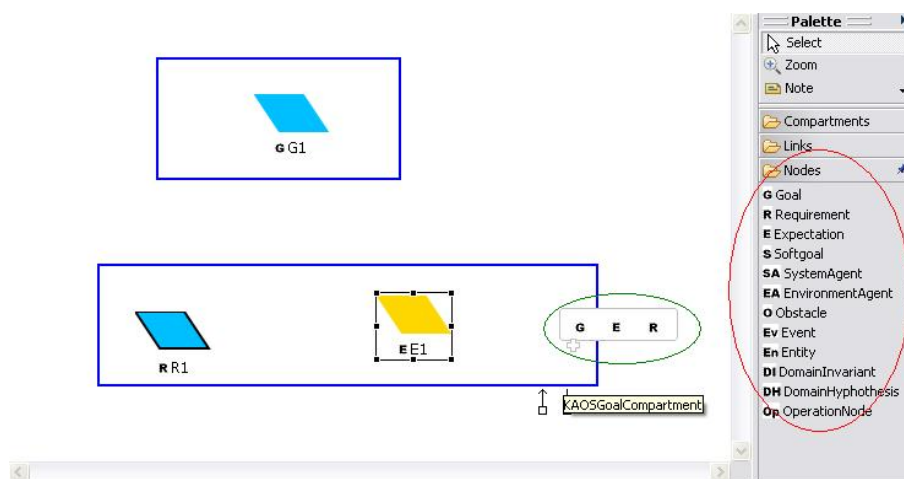 Palette
Select
Zoom
Note
Compartments
Links
Nodes
G Goal
R Requirement
E Expectation
S Softgoal
SA SystemAgent
EA EnvironmentAgent
O Obstacle
Ev Event
En Entity
DI DomainInvariant
DH DomainHyphothesis
Op OperationNode
G G1
R R1
E E1
G E R
KAOSGoalCompartment